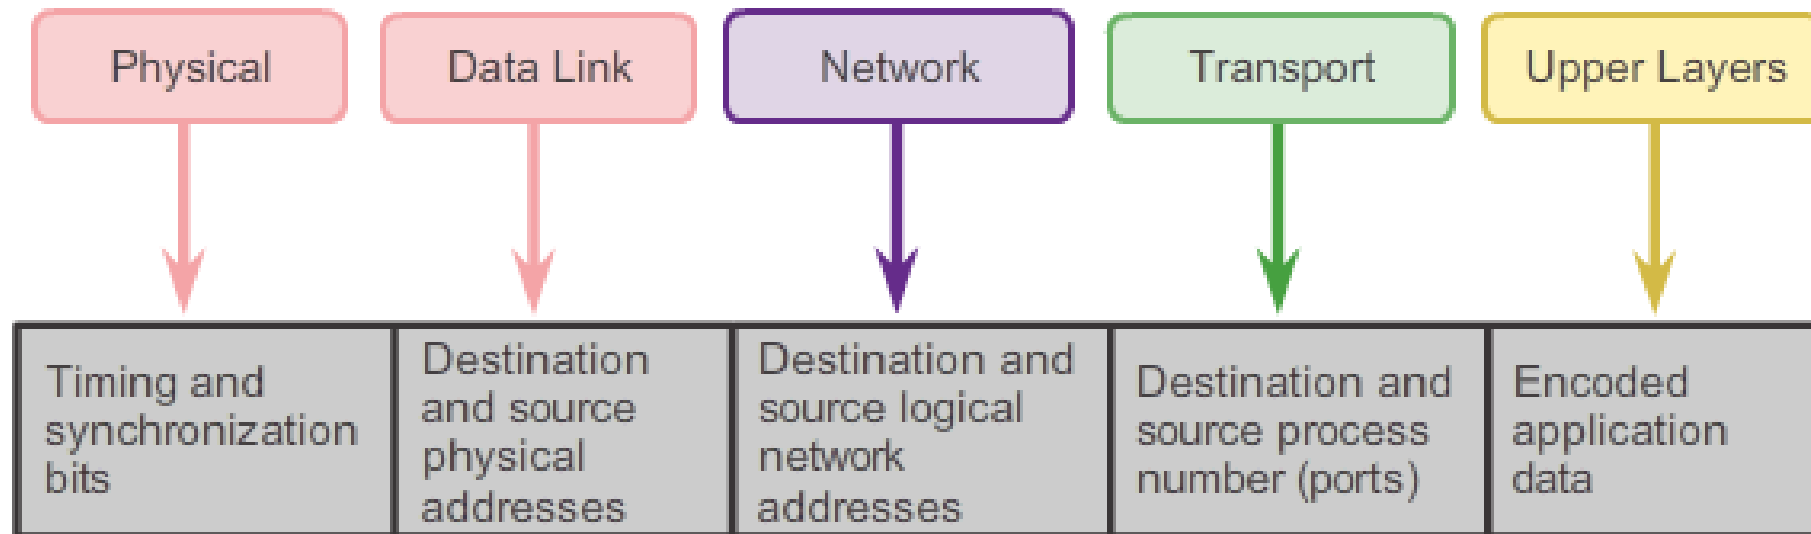 Physical
Data Link
Network
Transport
Upper Layers
Timing and
synchronization
bits
Destination
and source
physical
addresses
Destination and
source logical
network
addresses
Destination and
source process
number (ports)
Encoded
application
data